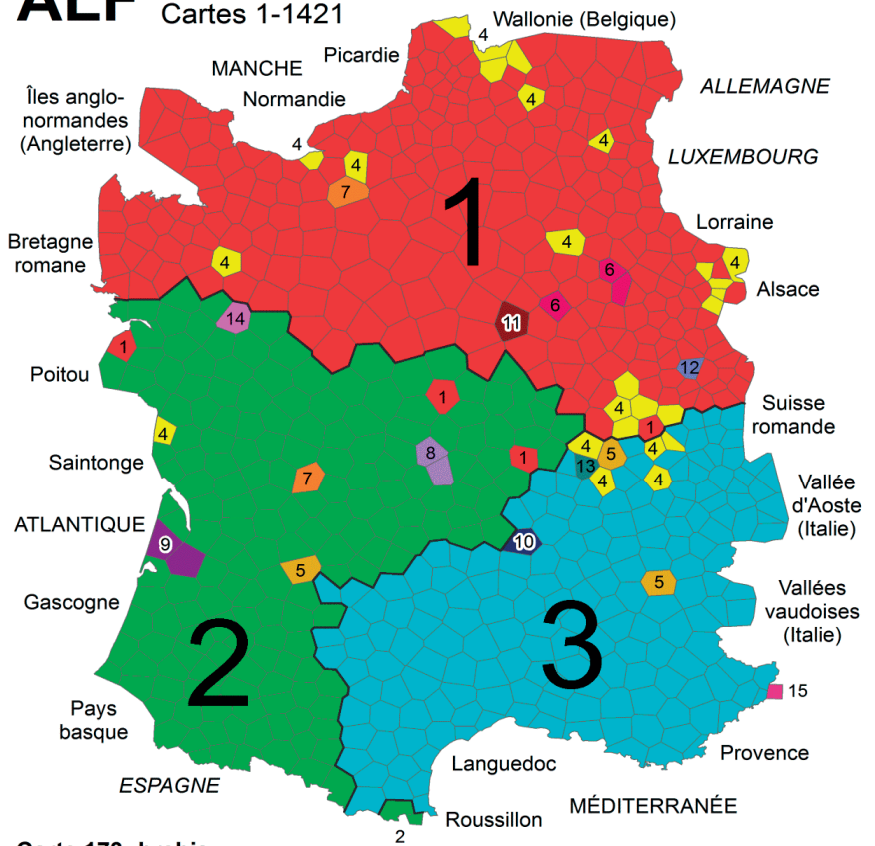 ALF Cartes 1-1421
4
Wallonie (Belgique)
Picardie
MANCHE
Normandie
ALLEMAGNE
Îles anglo-
normandes
(Angleterre)
4
4
4
4
7
LUXEMBOURG
1
Lorraine
Bretagne
romane
4
4
4
6
6
Alsace
11
14
1
12
Poitou
1
4
1
Suisse
romande
4
4
5
4
1
8
13
4
4
Saintonge
7
Vallée
d'Aoste
(Italie)
ATLANTIQUE
9
10
5
5
Gascogne
Vallées
vaudoises
(Italie)
2
3
15
Pays
basque
Provence
Languedoc
ESPAGNE
MÉDITERRANÉE
Roussillon
2